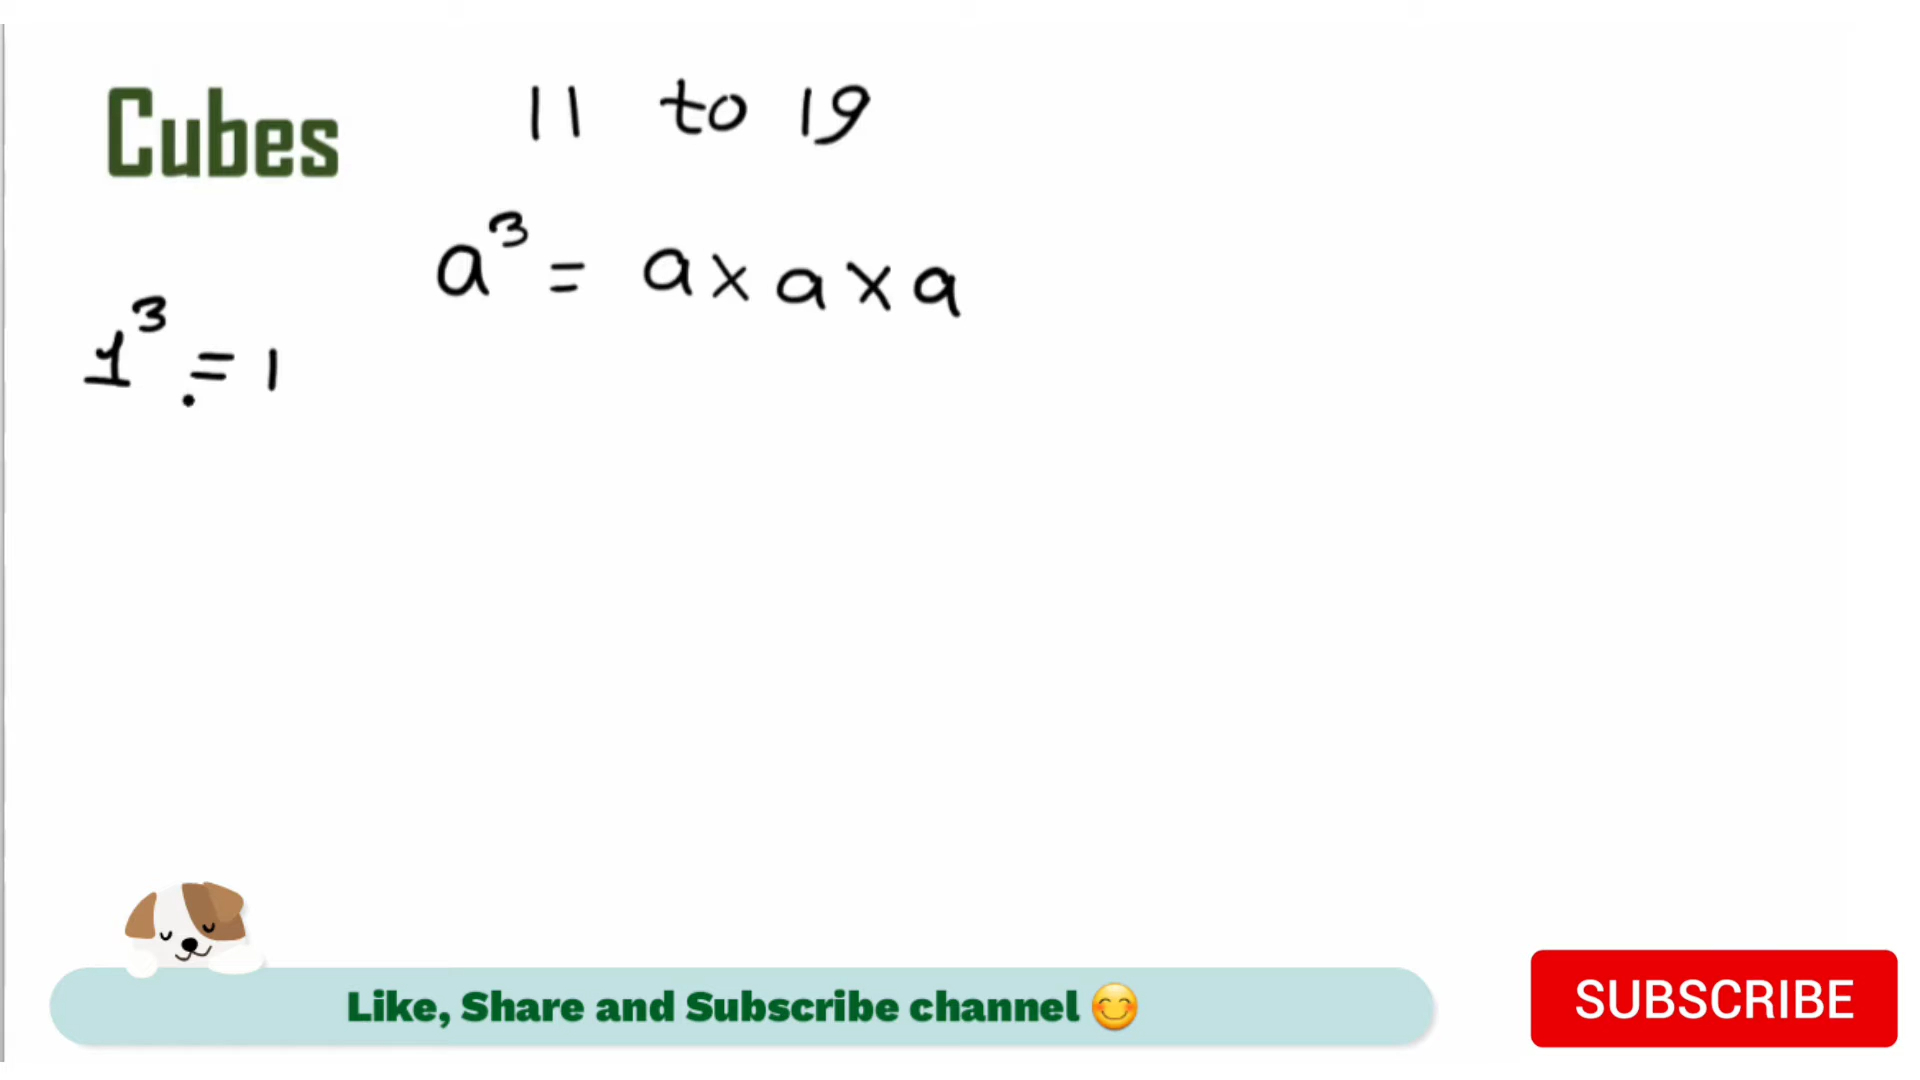 Cubes 11 to 19
a³ = a × a × a
1³ = 1
Like, Share and Subscribe channel 😊
SUBSCRIBE